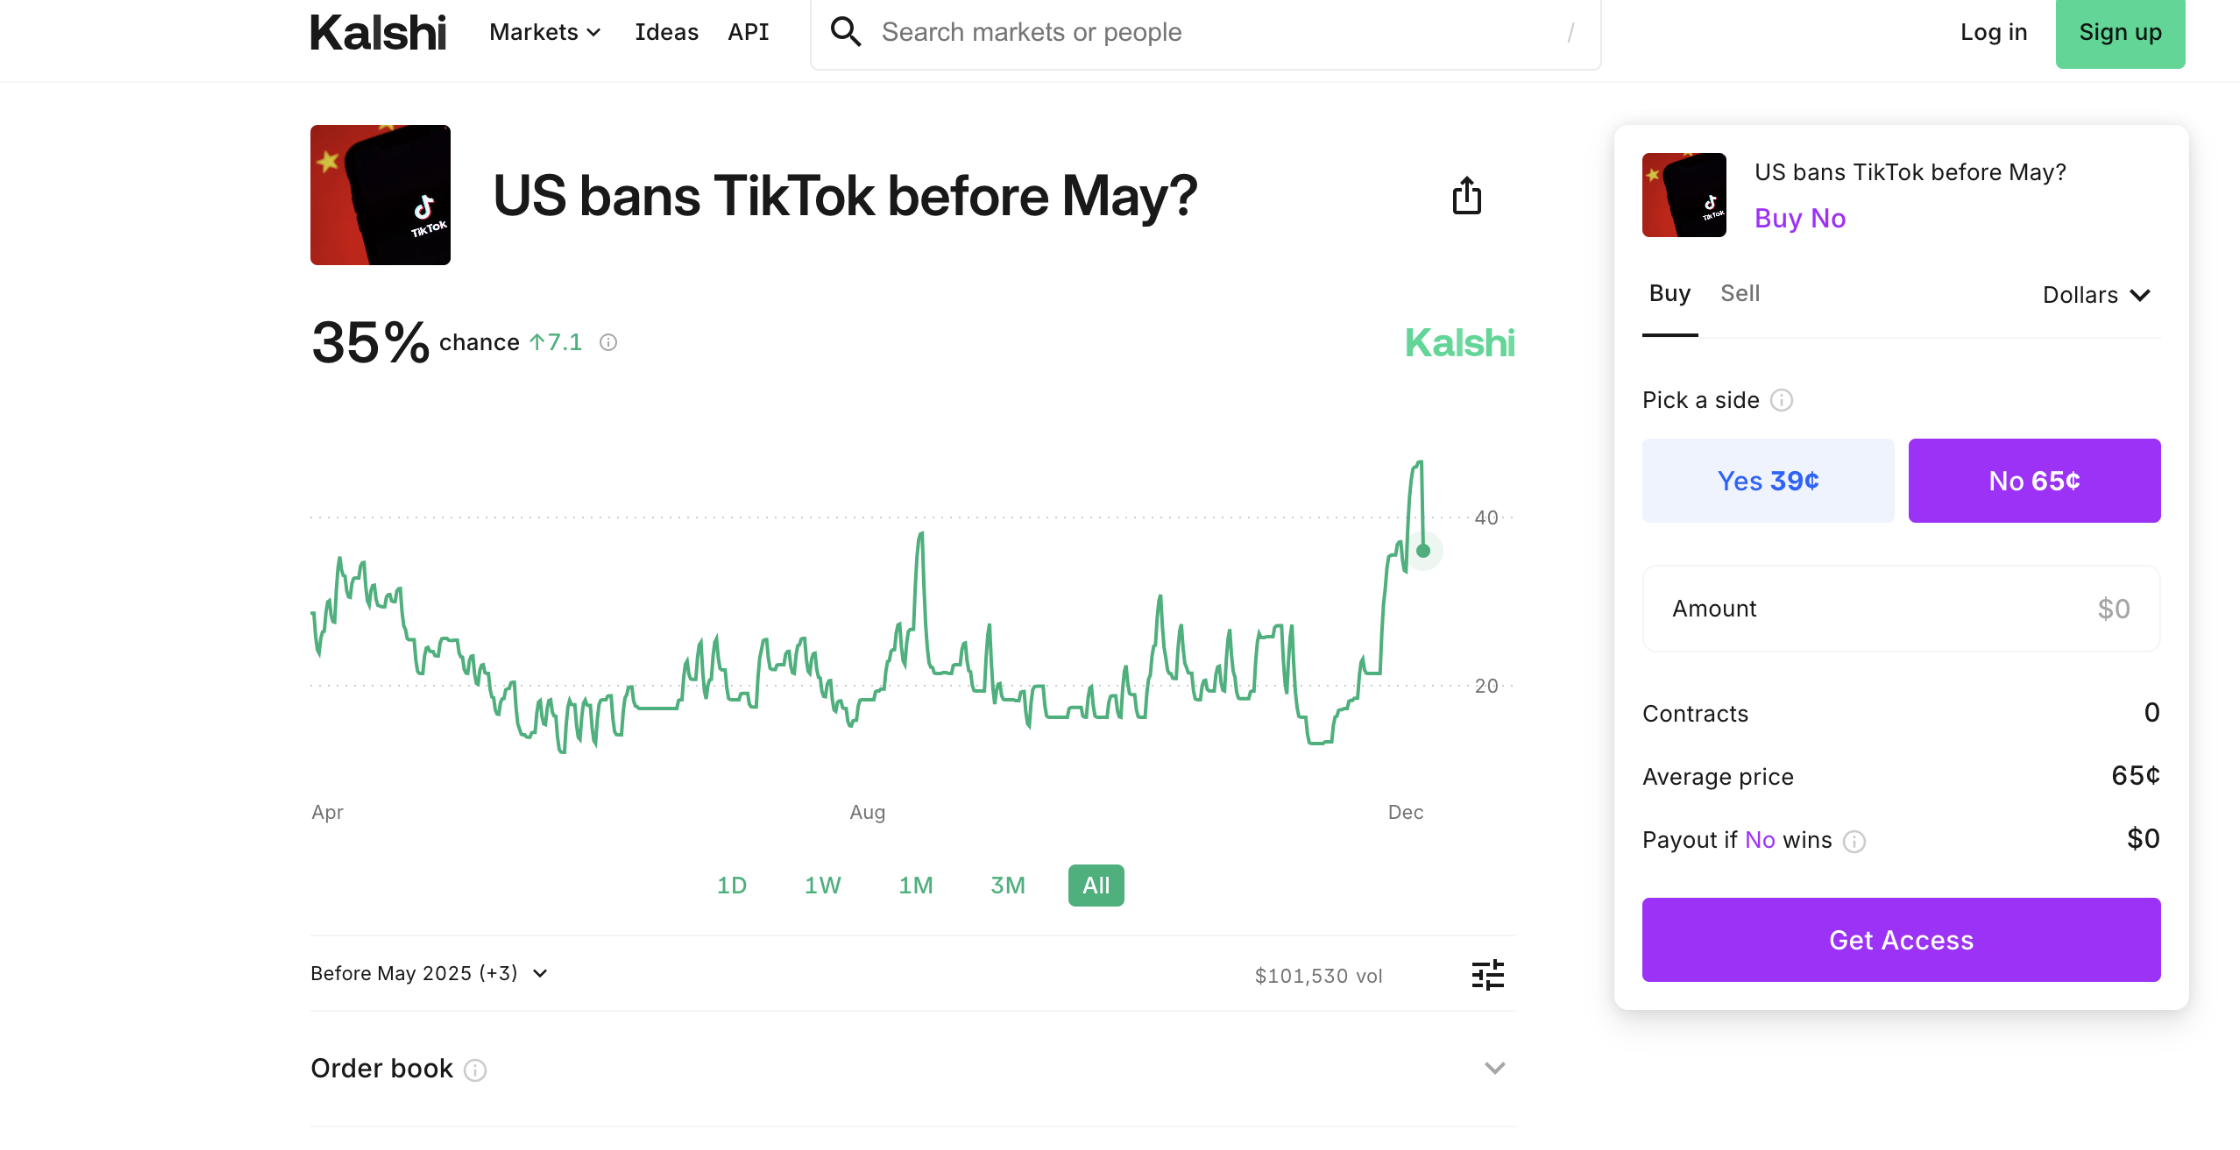 Kalshi
Markets
Ideas
API
Search markets or people
/
Log in
Sign up
TikTok
US bans TikTok before May?
35% chance ↑7.1
Kalshi
40
20
Apr
Aug
Dec
1D
1W
1M
3M
All
Before May 2025 (+3)
$101,530 vol
Order book
TikTok
US bans TikTok before May?
Buy No
Buy
Sell
Dollars
Pick a side
Yes 39¢
No 65¢
Amount
$0
Contracts
0
Average price
65¢
Payout if No wins
$0
Get Access